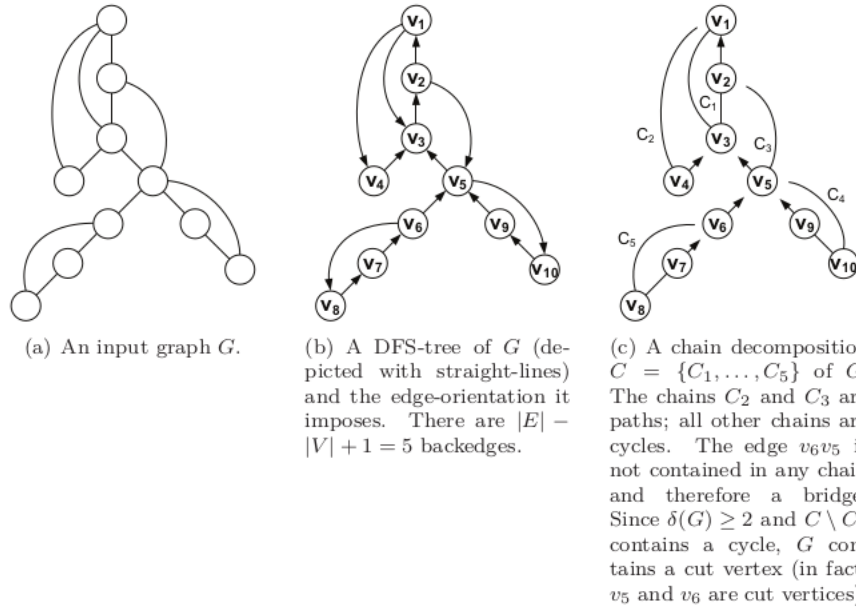 v1
v2
v3
v4
v5
v6
v9
v7
v10
v8
v1
v2
C1
C2
v3
C3
v4
v5
C4
v6
v9
C5
v7
v10
v8
(a) An input graph G.
(b) A DFS-tree of G (de-
picted with straight-lines)
and the edge-orientation it
imposes. There are |E| −
|V| + 1 = 5 backedges.
(c) A chain decomposition
C = {C1, . . . , C5} of G
The chains C2 and C3 ar
paths; all other chains ar
cycles. The edge v6v5 i
not contained in any chai
and therefore a bridge
Since δ(G) ≥ 2 and C \ C
contains a cycle, G con
tains a cut vertex (in fact
v5 and v6 are cut vertices)